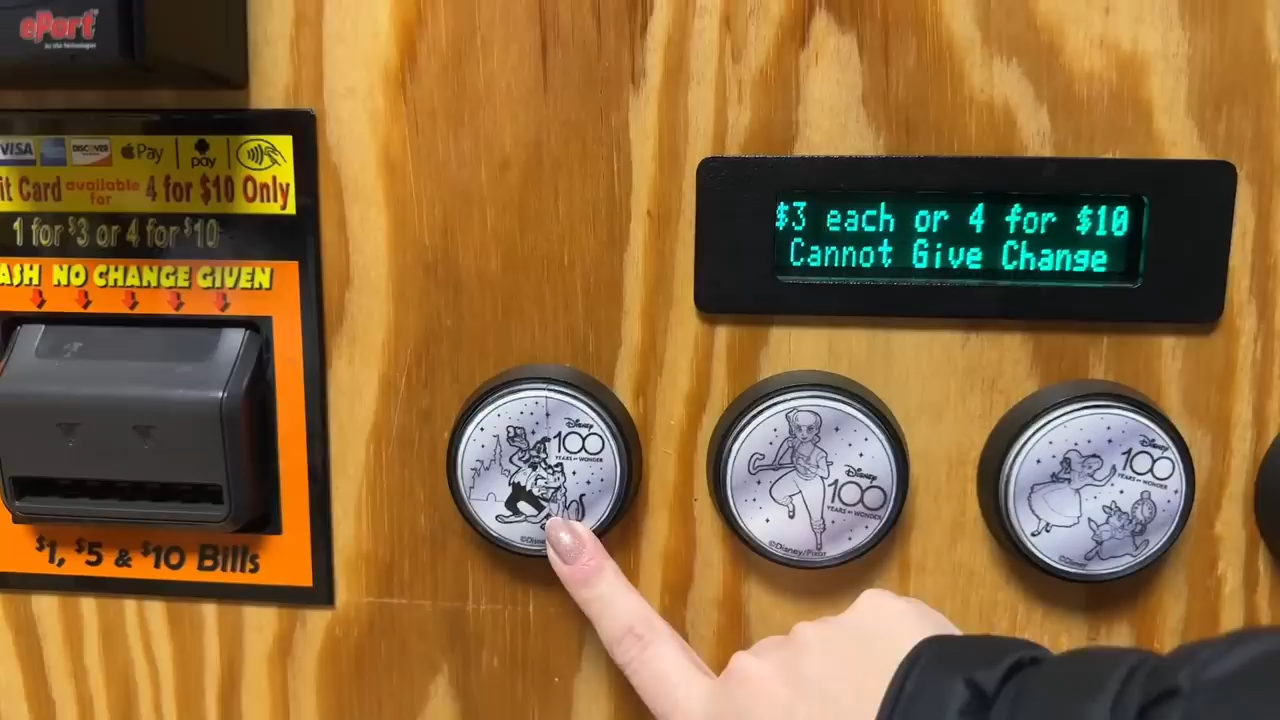 ePort
VISA DISCOVER Pay pay
it Card available for 4 for $10 Only
1 for $3 or 4 for $10
ASH NO CHANGE GIVEN
$1, $5 & $10 Bills
$3 each or 4 for $10
Cannot Give Change
Disney
100
YEARS OF WONDER
©Disne
Disney
100
YEARS OF WONDER
©Disney/Pixar
Disney
100
YEARS OF WONDER
©Disney